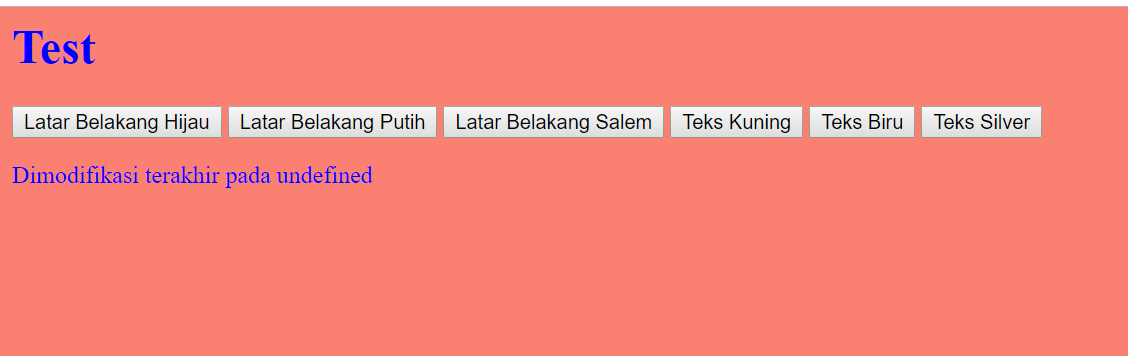 Test
Latar Belakang Hijau Latar Belakang Putih Latar Belakang Salem Teks Kuning Teks Biru Teks Silver
Dimodifikasi terakhir pada undefined